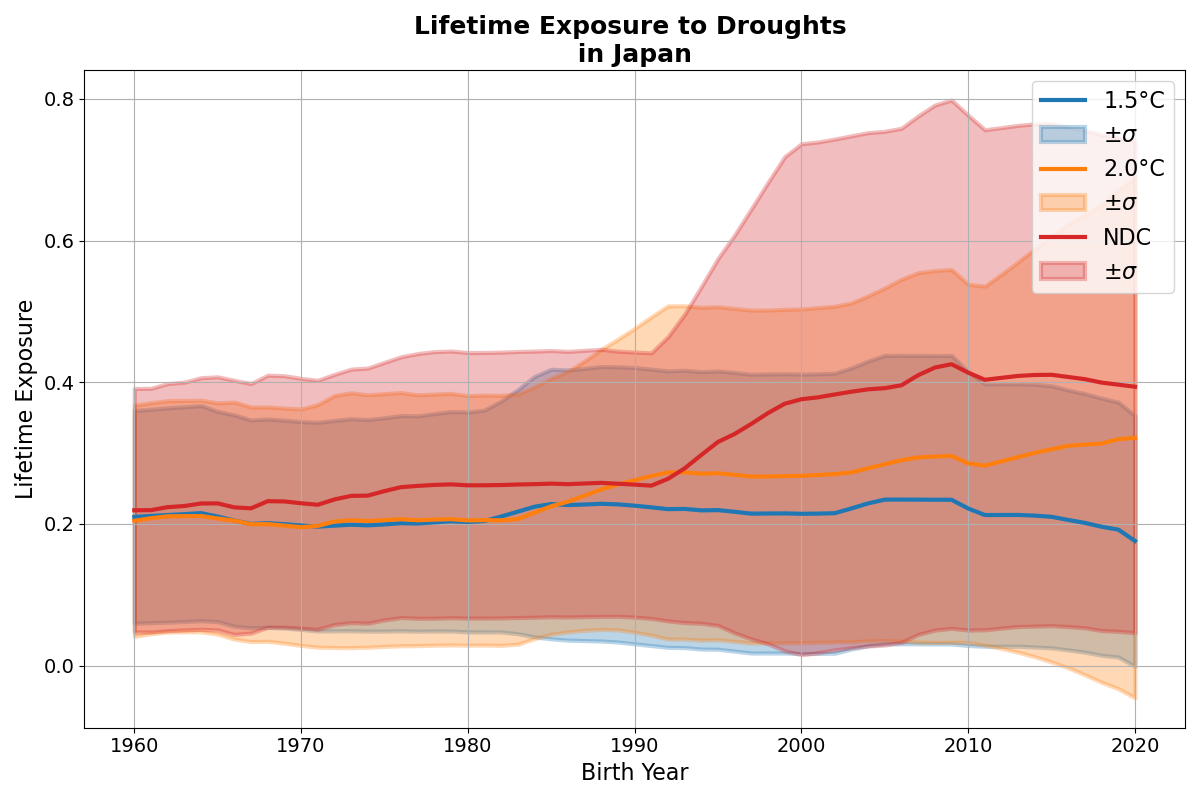 Lifetime Exposure to Droughts
in Japan
Lifetime Exposure
0.8
0.6
0.4
0.2
0.0
1.5°C
±σ
2.0°C
±σ
NDC
±σ
1960 1970 1980 1990 2000 2010 2020
Birth Year